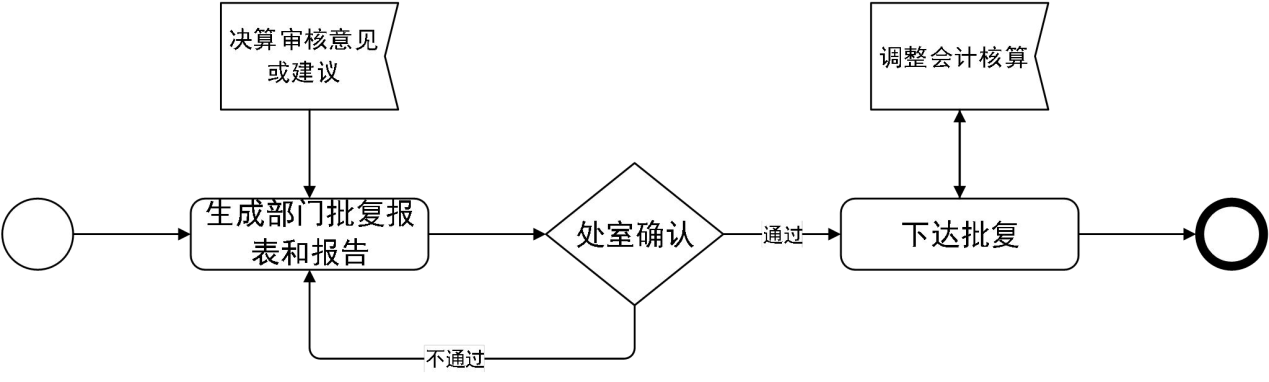 决算审核意见
或建议
调整会计核算
生成部门批复报
表和报告
处室确认
通过
下达批复
不通过